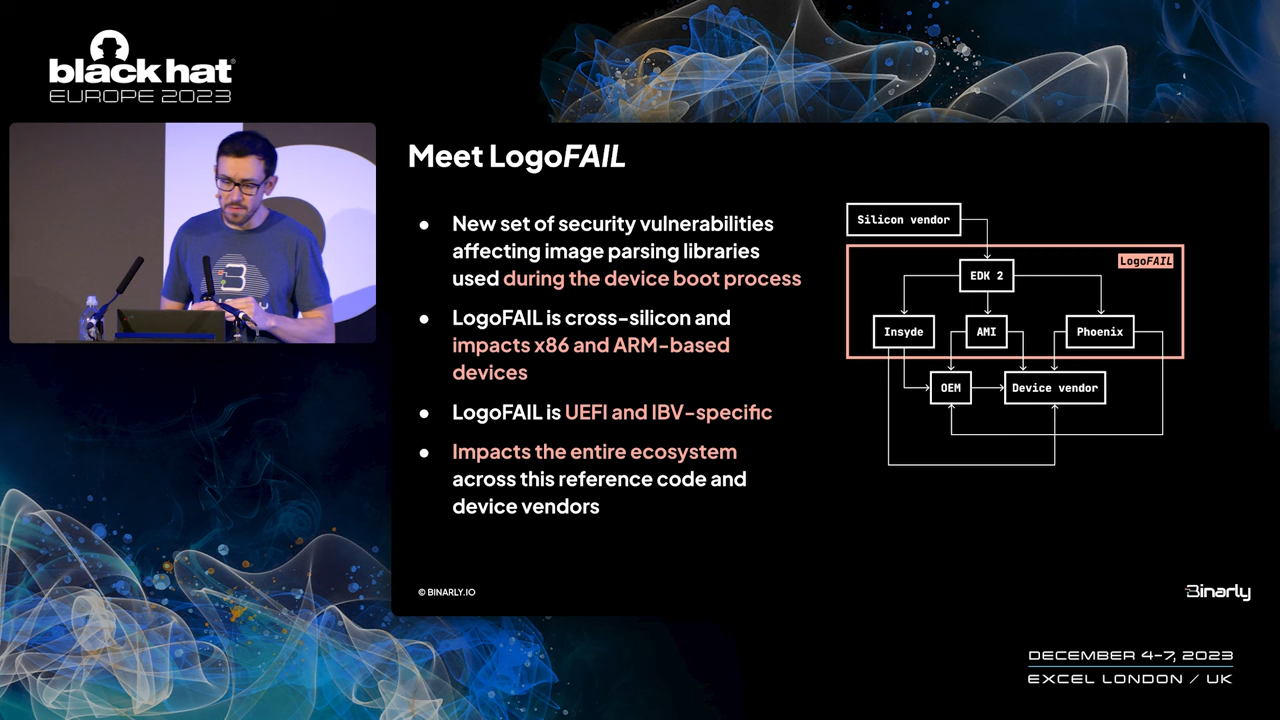 black hat®
EUROPE 2023
Meet LogoFAIL
● New set of security vulnerabilities
affecting image parsing libraries
used during the device boot process
● LogoFAIL is cross-silicon and
impacts x86 and ARM-based
devices
● LogoFAIL is UEFI and IBV-specific
● Impacts the entire ecosystem
across this reference code and
device vendors
Silicon vendor
LogoFAIL
EDK 2
Insyde
AMI
Phoenix
OEM
Device vendor
© BINARLY.IO
Binarly
DECEMBER 4-7, 2023
EXCEL LONDON / UK